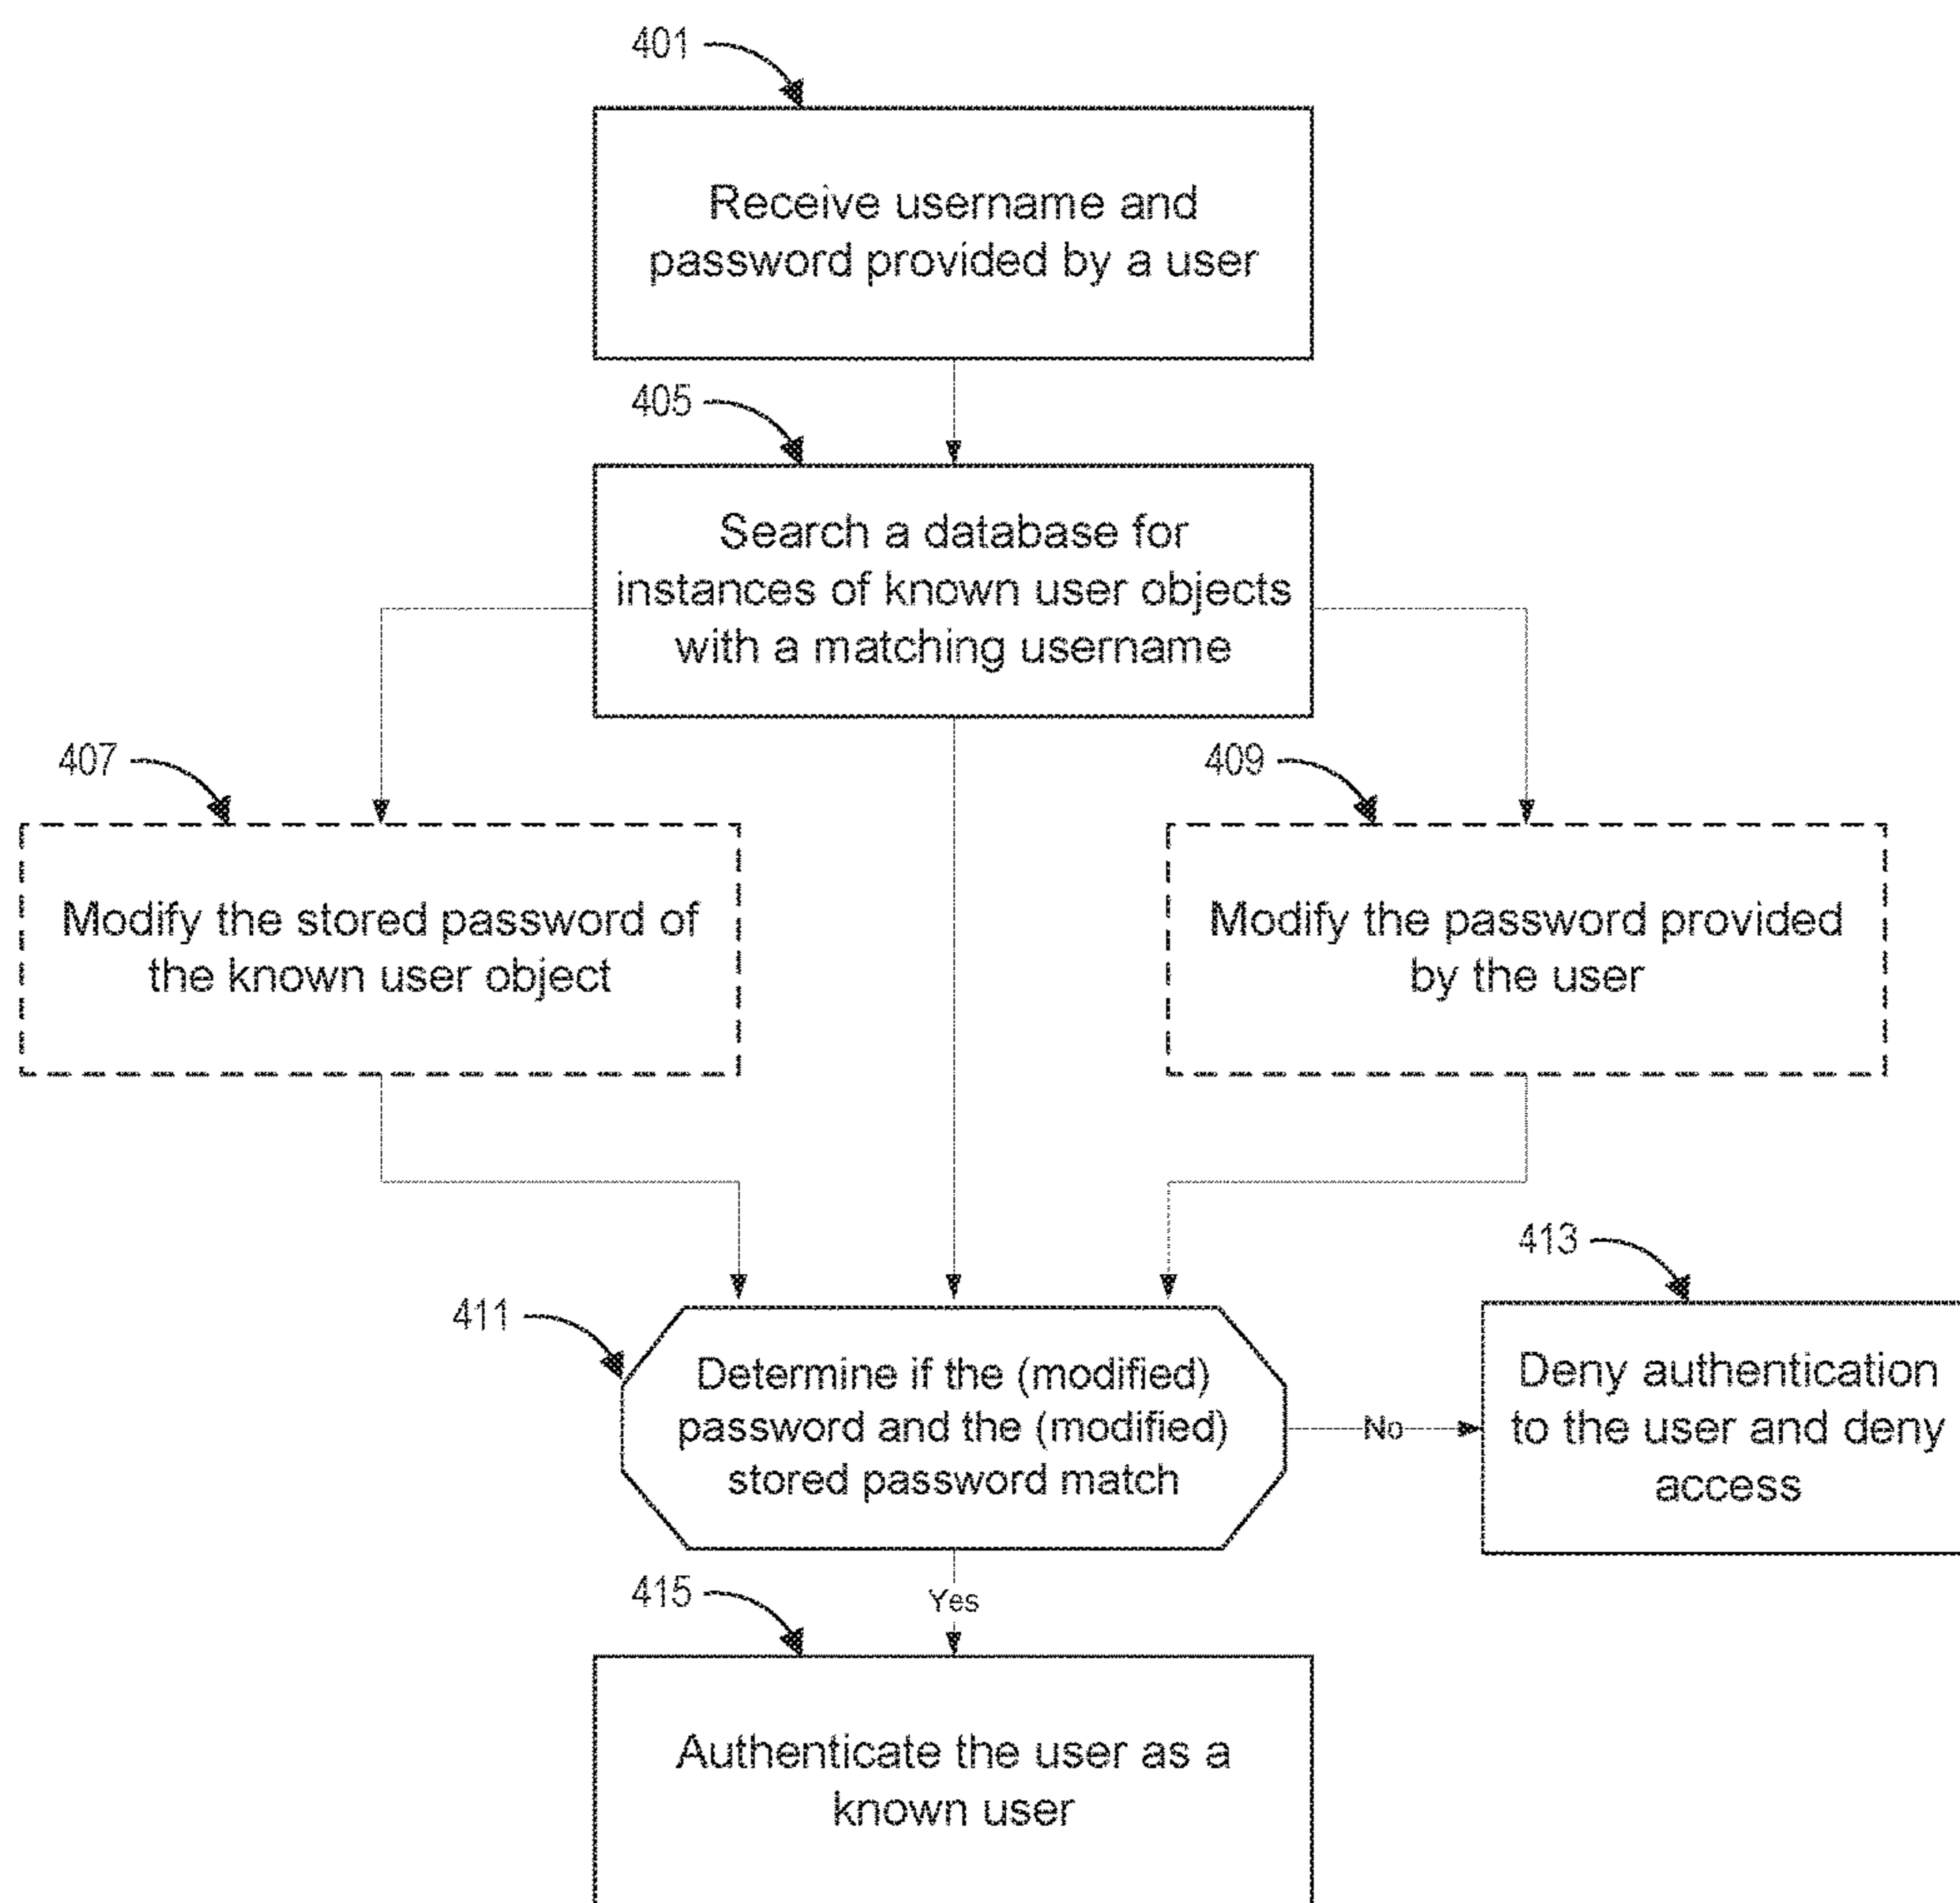 401
Receive username and
password provided by a user
405
Search a database for
instances of known user objects
with a matching username
407
409
Modify the stored password of
the known user object
Modify the password provided
by the user
413
411
Determine if the (modified)
password and the (modified)
stored password match
No
Deny authentication
to the user and deny
access
415
Yes
Authenticate the user as a
known user